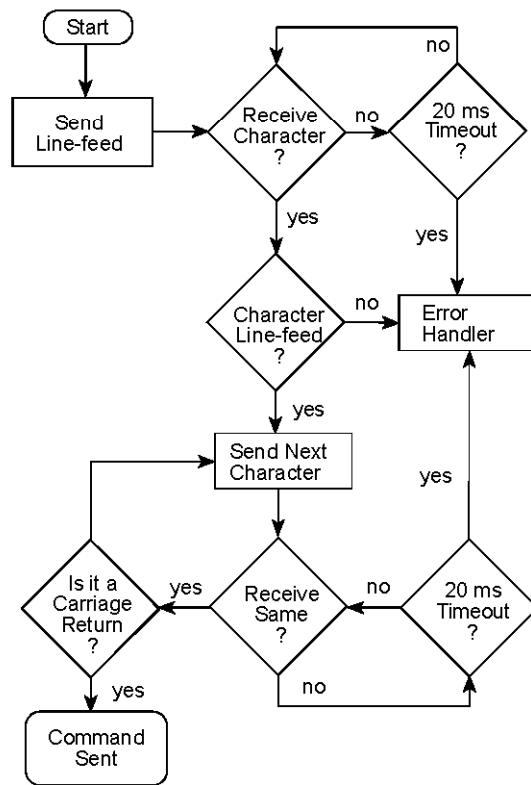 Start
no
Send
Line-feed
Receive
Character
?
no
20 ms
Timeout
?
yes
yes
Character
Line-feed
?
no
Error
Handler
yes
Send Next
Character
yes
Is it a
Carriage
Return
?
yes
Receive
Same
?
no
20 ms
Timeout
?
no
yes
Command
Sent